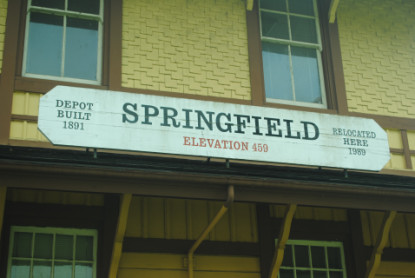 DEPOT
BUILT
1891
SPRINGFIELD
ELEVATION 459
RELOCATED
HERE
1989